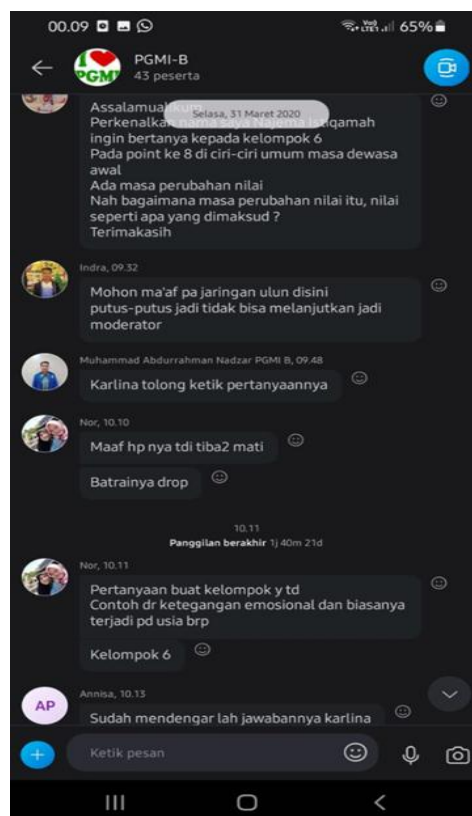 00.09
65%
PGMI-B
43 peserta
Selasa, 31 Maret 2020
Perkenalkan nama saya Najema istiqamah
ingin bertanya kepada kelompok 6
Pada point ke 8 di ciri-ciri umum masa dewasa
awal
Ada masa perubahan nilai
Nah bagaimana masa perubahan nilai itu, nilai
seperti apa yang dimaksud ?
Terimakasih
Indra, 09.32
Mohon ma'af pa jaringan ulun disini
putus-putus jadi tidak bisa melanjutkan jadi
moderator
Muhammad Abdurrahman Nadzar PGMI B, 09.48
Karlina tolong ketik pertanyaannya
Nor, 10.10
Maaf hp nya tdi tiba2 mati
Batrainya drop
10.11
Panggilan berakhir 1j 40m 21d
Nor, 10.11
Pertanyaan buat kelompok y td
Contoh dr ketegangan emosional dan biasanya
terjadi pd usia brp
Kelompok 6
AP
Annisa, 10.13
Sudah mendengar lah jawabannya karlina
Ketik pesan